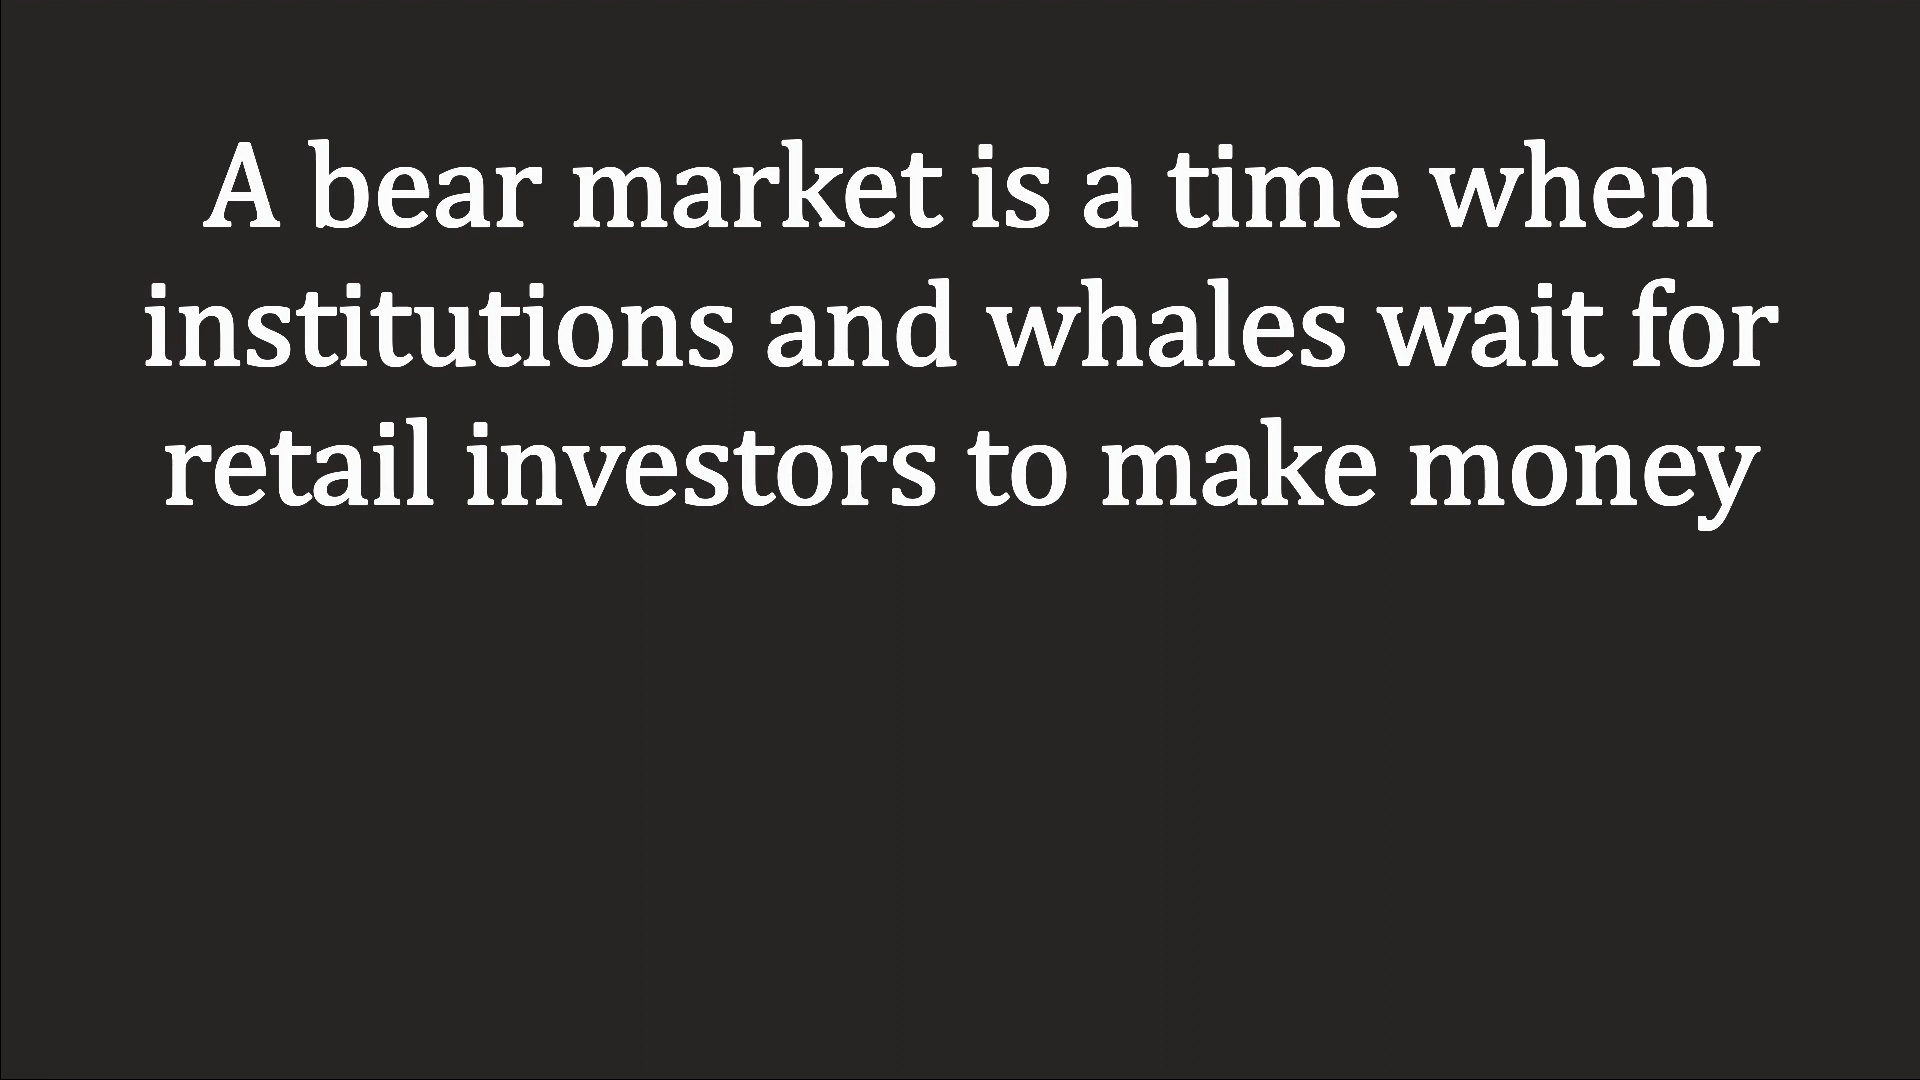 A bear market is a time when
institutions and whales wait for
retail investors to make money